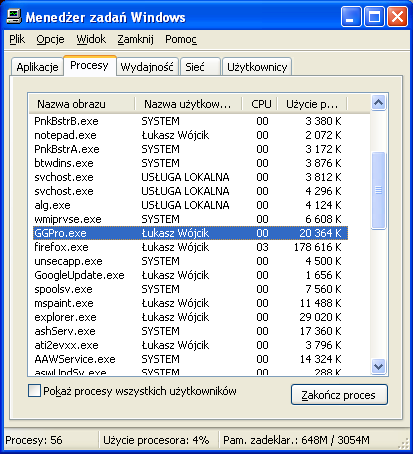 Menedżer zadań Windows
Plik Opcje Widok Zamknij Pomoc
Aplikacje Procesy Wydajność Sieć Użytkownicy
Nazwa obrazu Nazwa użytkow... CPU Użycie p...
PnkBstrB.exe SYSTEM 00 3 380 K
notepad.exe Łukasz Wójcik 00 2 072 K
PnkBstrA.exe SYSTEM 00 3 172 K
btwdins.exe SYSTEM 00 3 876 K
svchost.exe USŁUGA LOKALNA 00 3 812 K
svchost.exe USŁUGA LOKALNA 00 4 296 K
alg.exe USŁUGA LOKALNA 00 4 124 K
wmiprvse.exe SYSTEM 00 6 608 K
GGPro.exe Łukasz Wójcik 00 20 364 K
firefox.exe Łukasz Wójcik 03 178 616 K
unsecapp.exe SYSTEM 00 4 500 K
GoogleUpdate.exe Łukasz Wójcik 00 1 656 K
spoolsv.exe SYSTEM 00 7 560 K
mspaint.exe Łukasz Wójcik 00 11 488 K
explorer.exe Łukasz Wójcik 00 29 020 K
ashServ.exe SYSTEM 00 17 360 K
ati2evxx.exe Łukasz Wójcik 00 3 796 K
AAWService.exe SYSTEM 00 14 324 K
aswUpdSv.exe SYSTEM 00 288 K
Pokaż procesy wszystkich użytkowników
Zakończ proces
Procesy: 56 Użycie procesora: 4% Pam. zadeklar.: 648M / 3054M